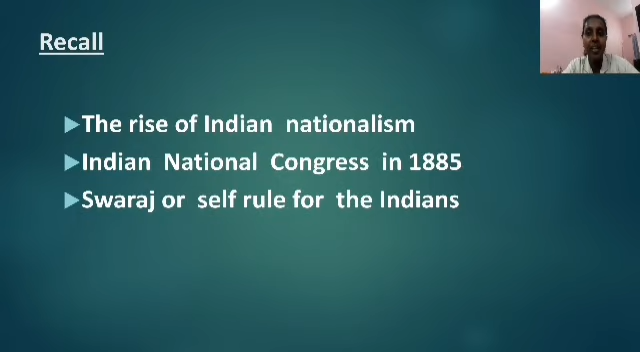 Recall
The rise of Indian nationalism
Indian National Congress in 1885
Swaraj or self rule for the Indians